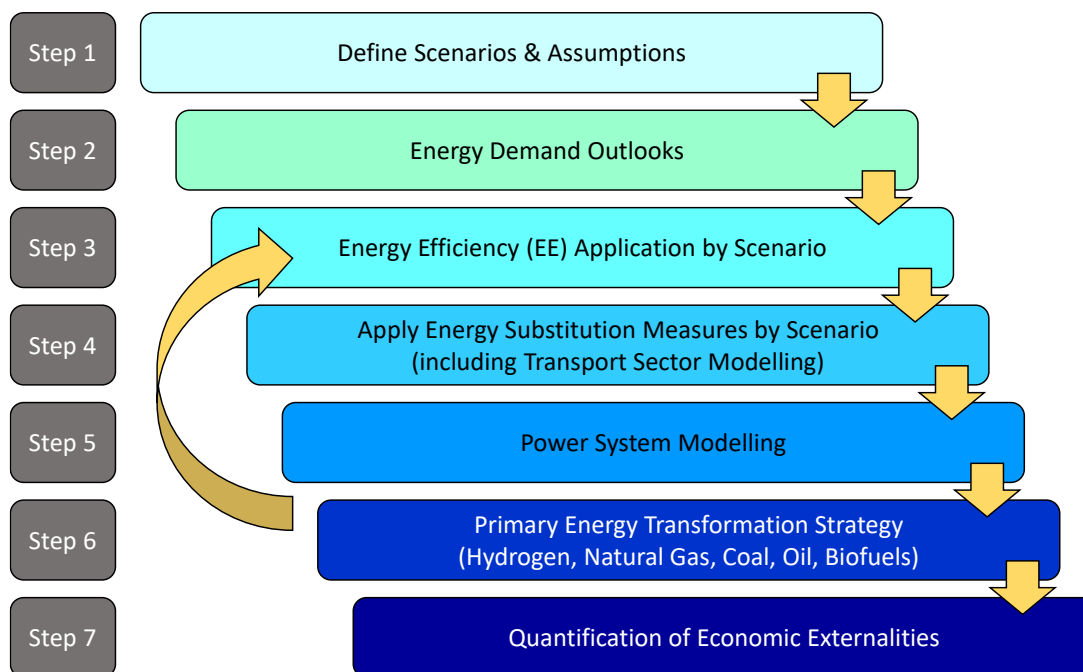 Step 1
Define Scenarios & Assumptions
Step 2
Energy Demand Outlooks
Step 3
Energy Efficiency (EE) Application by Scenario
Step 4
Apply Energy Substitution Measures by Scenario
(including Transport Sector Modelling)
Step 5
Power System Modelling
Step 6
Primary Energy Transformation Strategy
(Hydrogen, Natural Gas, Coal, Oil, Biofuels)
Step 7
Quantification of Economic Externalities